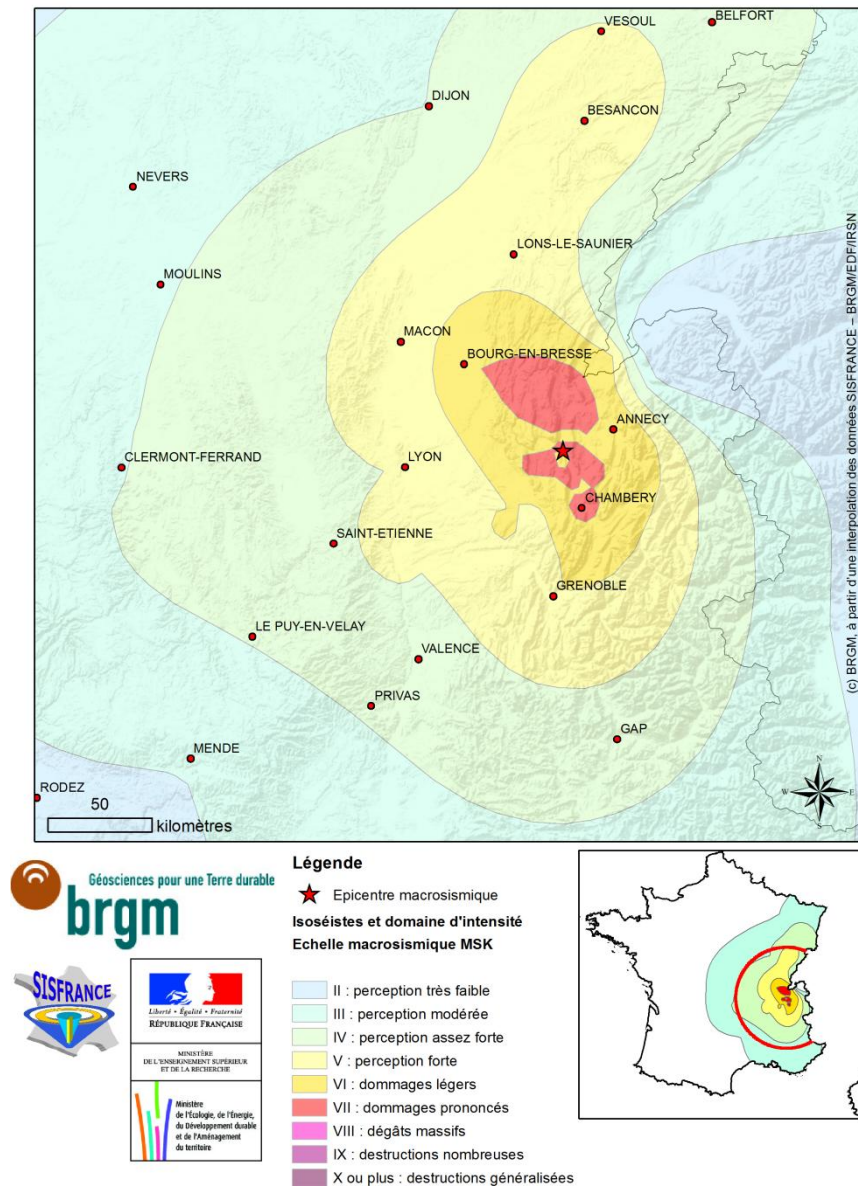 VESOUL
BELFORT
DIJON
BESANCON
NEVERS
LONS-LE-SAUNIER
MOULINS
MACON
BOURG-EN-BRESSE
ANNECY
CLERMONT-FERRAND
LYON
CHAMBERY
SAINT-ETIENNE
GRENOBLE
LE PUY-EN-VELAY
VALENCE
PRIVAS
GAP
MENDE
RODEZ
50
kilomètres
N
W
E
S
(c) BRGM, à partir d'une interpolation des données SISFRANCE – BRGM/EDF/IRSN
Géosciences pour une Terre durable
brgm
SISFRANCE
Liberté • Égalité • Fraternité
RÉPUBLIQUE FRANÇAISE
MINISTÈRE
DE L'ENSEIGNEMENT SUPÉRIEUR
ET DE LA RECHERCHE
Ministère
de l'Écologie, de l'Énergie,
du Développement durable
et de l'Aménagement
du territoire
Légende
Epicentre macrosismique
Isoséistes et domaine d'intensité
Echelle macrosismique MSK
II : perception très faible
III : perception modérée
IV : perception assez forte
V : perception forte
VI : dommages légers
VII : dommages prononcés
VIII : dégâts massifs
IX : destructions nombreuses
X ou plus : destructions généralisées